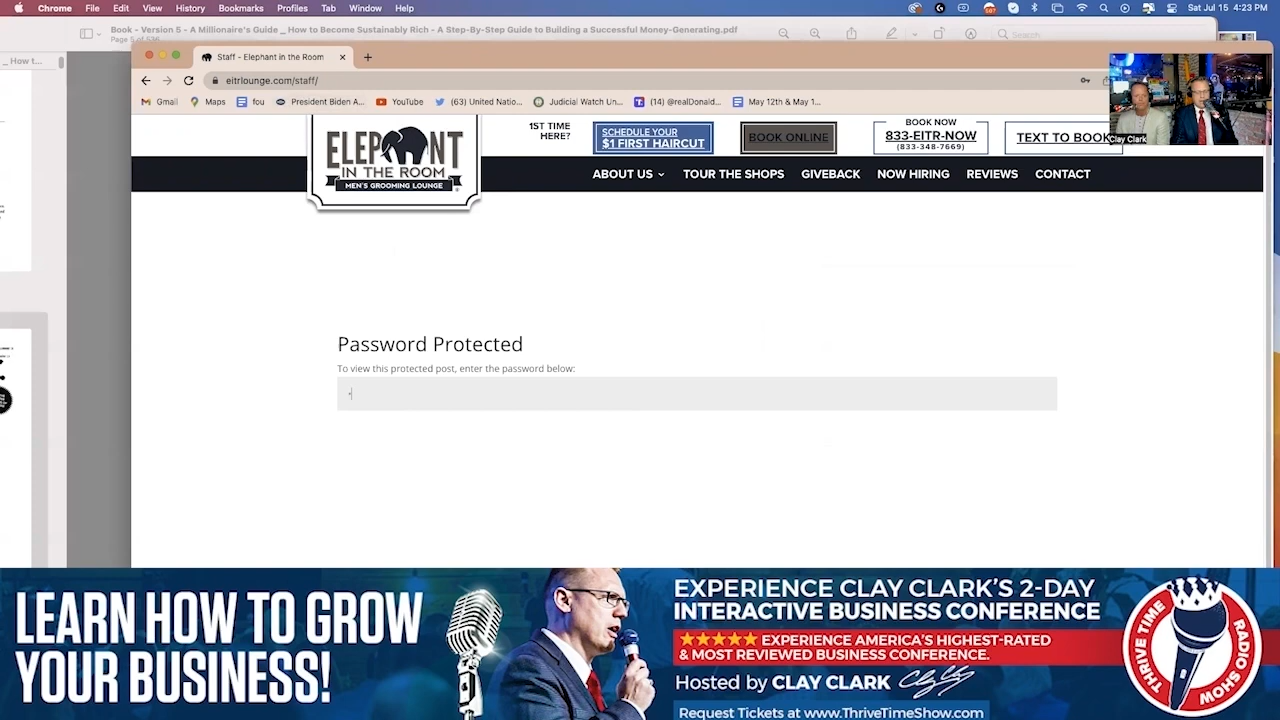 Chrome File Edit View History Bookmarks Profiles Tab Window Help Sat Jul 15 4:23 PM
Book - Version 5 - A Millionaire's Guide _ How to Become Sustainably Rich - A Step-By-Step Guide to Building a Successful Money-Generating.pdf
Search
_ How t...
Staff - Elephant in the Room
eitrlounge.com/staff/
Gmail Maps fou President Biden A... YouTube (63) United Natio... Judicial Watch Un... (14) @realDonald... May 12th & May 1...
Clay Clark
ELEPHANT
IN THE ROOM
MEN'S GROOMING LOUNGE
1ST TIME
HERE?
SCHEDULE YOUR
$1 FIRST HAIRCUT
BOOK ONLINE
BOOK NOW
833-EITR-NOW
(833-348-7669)
TEXT TO BOOK
ABOUT US TOUR THE SHOPS GIVEBACK NOW HIRING REVIEWS CONTACT
Password Protected
To view this protected post, enter the password below:
LEARN HOW TO GROW
YOUR BUSINESS!
EXPERIENCE CLAY CLARK'S 2-DAY
INTERACTIVE BUSINESS CONFERENCE
EXPERIENCE AMERICA'S HIGHEST-RATED
& MOST REVIEWED BUSINESS CONFERENCE.
Hosted by CLAY CLARK
Request Tickets at www.ThriveTimeShow.com
THRIVE TIME
RADIO SHOW